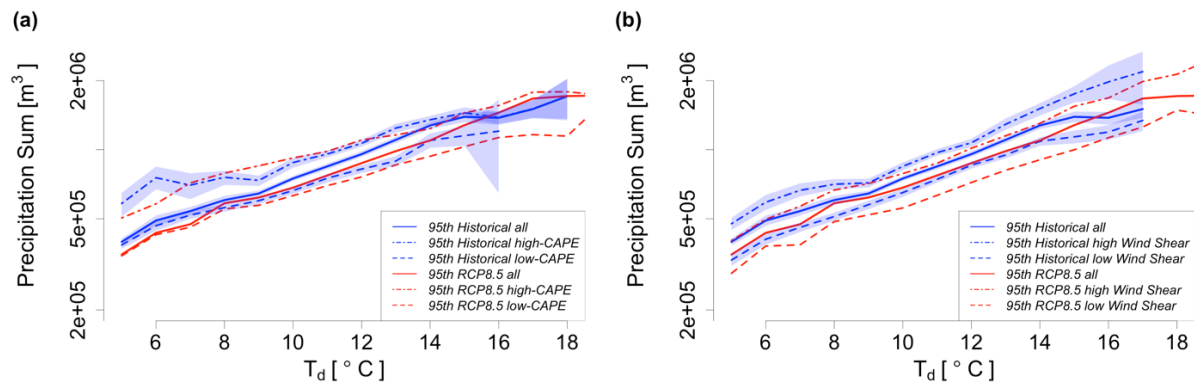 (a)
Precipitation Sum [m³]
2e+05
5e+05
2e+06
95th Historical all
95th Historical high-CAPE
95th Historical low-CAPE
95th RCP8.5 all
95th RCP8.5 high-CAPE
95th RCP8.5 low-CAPE
6 8 10 12 14 16 18
T_d [ ° C ]
(b)
Precipitation Sum [m³]
2e+05
5e+05
2e+06
95th Historical all
95th Historical high Wind Shear
95th Historical low Wind Shear
95th RCP8.5 all
95th RCP8.5 high Wind Shear
95th RCP8.5 low Wind Shear
6 8 10 12 14 16 18
T_d [ ° C ]